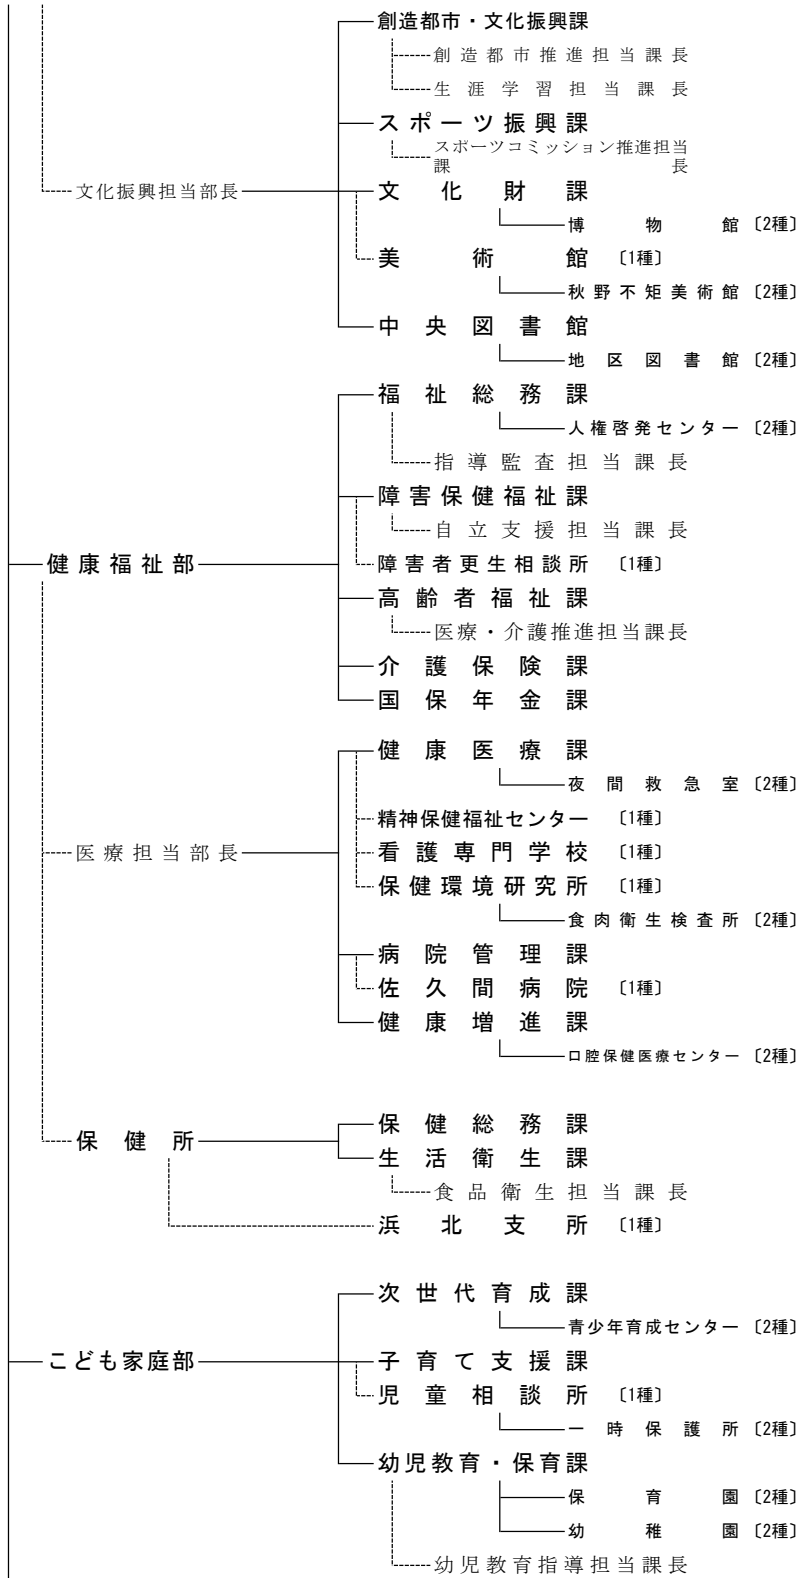 創造都市・文化振興課
創造都市推進担当課長
生涯学習担当課長
スポーツ振興課
スポーツコミッション推進担当
課長
文化振興担当部長
文化財課
博物館〔2種〕
美術館〔1種〕
秋野不矩美術館〔2種〕
中央図書館
地区図書館〔2種〕
福祉総務課
人権啓発センター〔2種〕
指導監査担当課長
障害保健福祉課
自立支援担当課長
健康福祉部
障害者更生相談所〔1種〕
高齢者福祉課
医療・介護推進担当課長
介護保険課
国保年金課
健康医療課
夜間救急室〔2種〕
精神保健福祉センター〔1種〕
医療担当部長
看護専門学校〔1種〕
保健環境研究所〔1種〕
食肉衛生検査所〔2種〕
病院管理課
佐久間病院〔1種〕
健康増進課
口腔保健医療センター〔2種〕
保健総務課
保健所
生活衛生課
食品衛生担当課長
浜北支所〔1種〕
次世代育成課
青少年育成センター〔2種〕
こども家庭部
子育て支援課
児童相談所〔1種〕
一時保護所〔2種〕
幼児教育・保育課
保育園〔2種〕
幼稚園〔2種〕
幼児教育指導担当課長